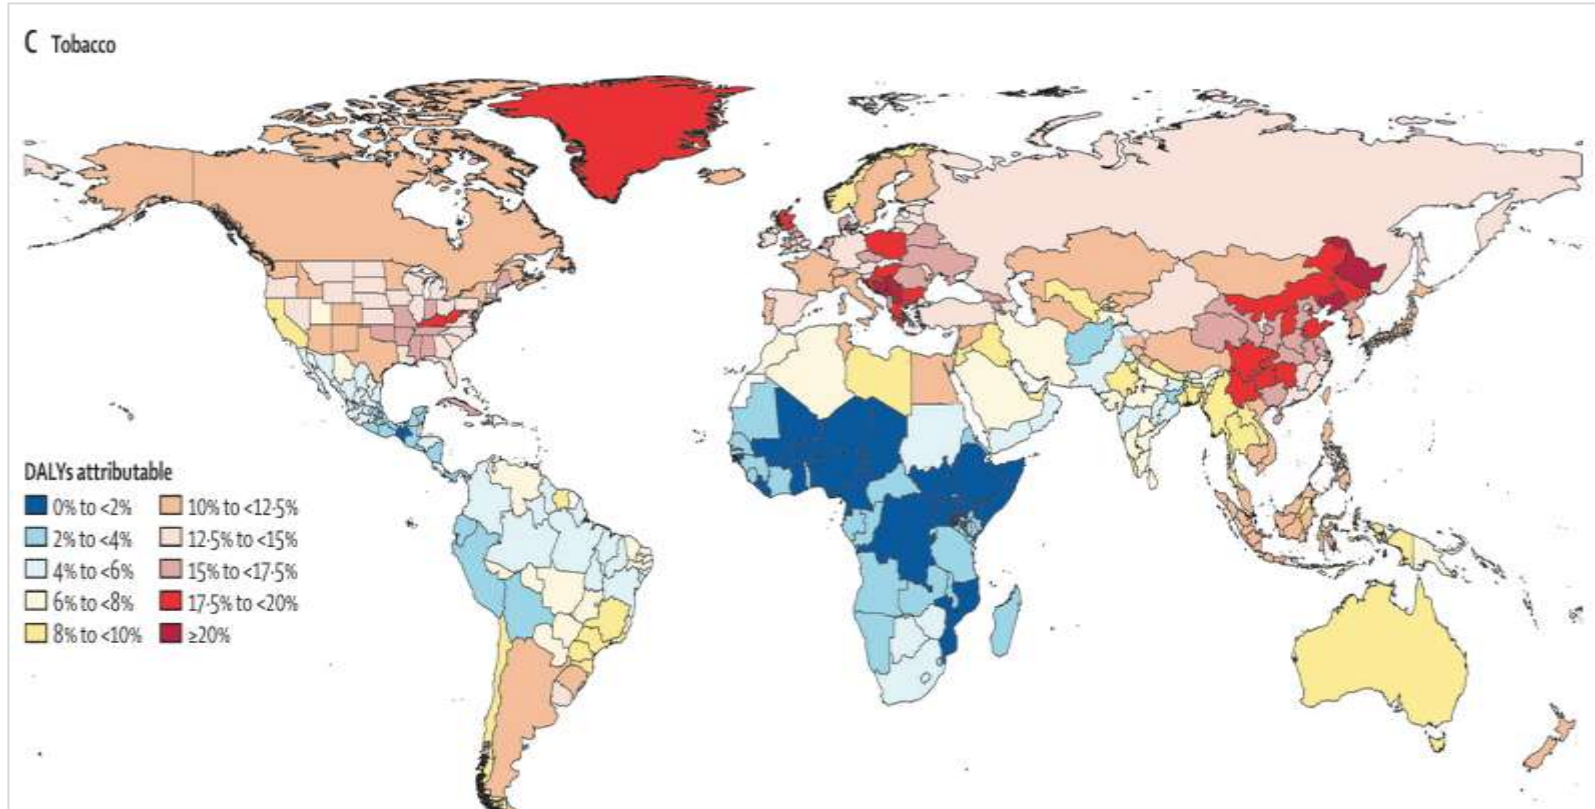 C Tobacco
DALYs attributable
0% to <2%
2% to <4%
4% to <6%
6% to <8%
8% to <10%
10% to <12·5%
12·5% to <15%
15% to <17·5%
17·5% to <20%
≥20%